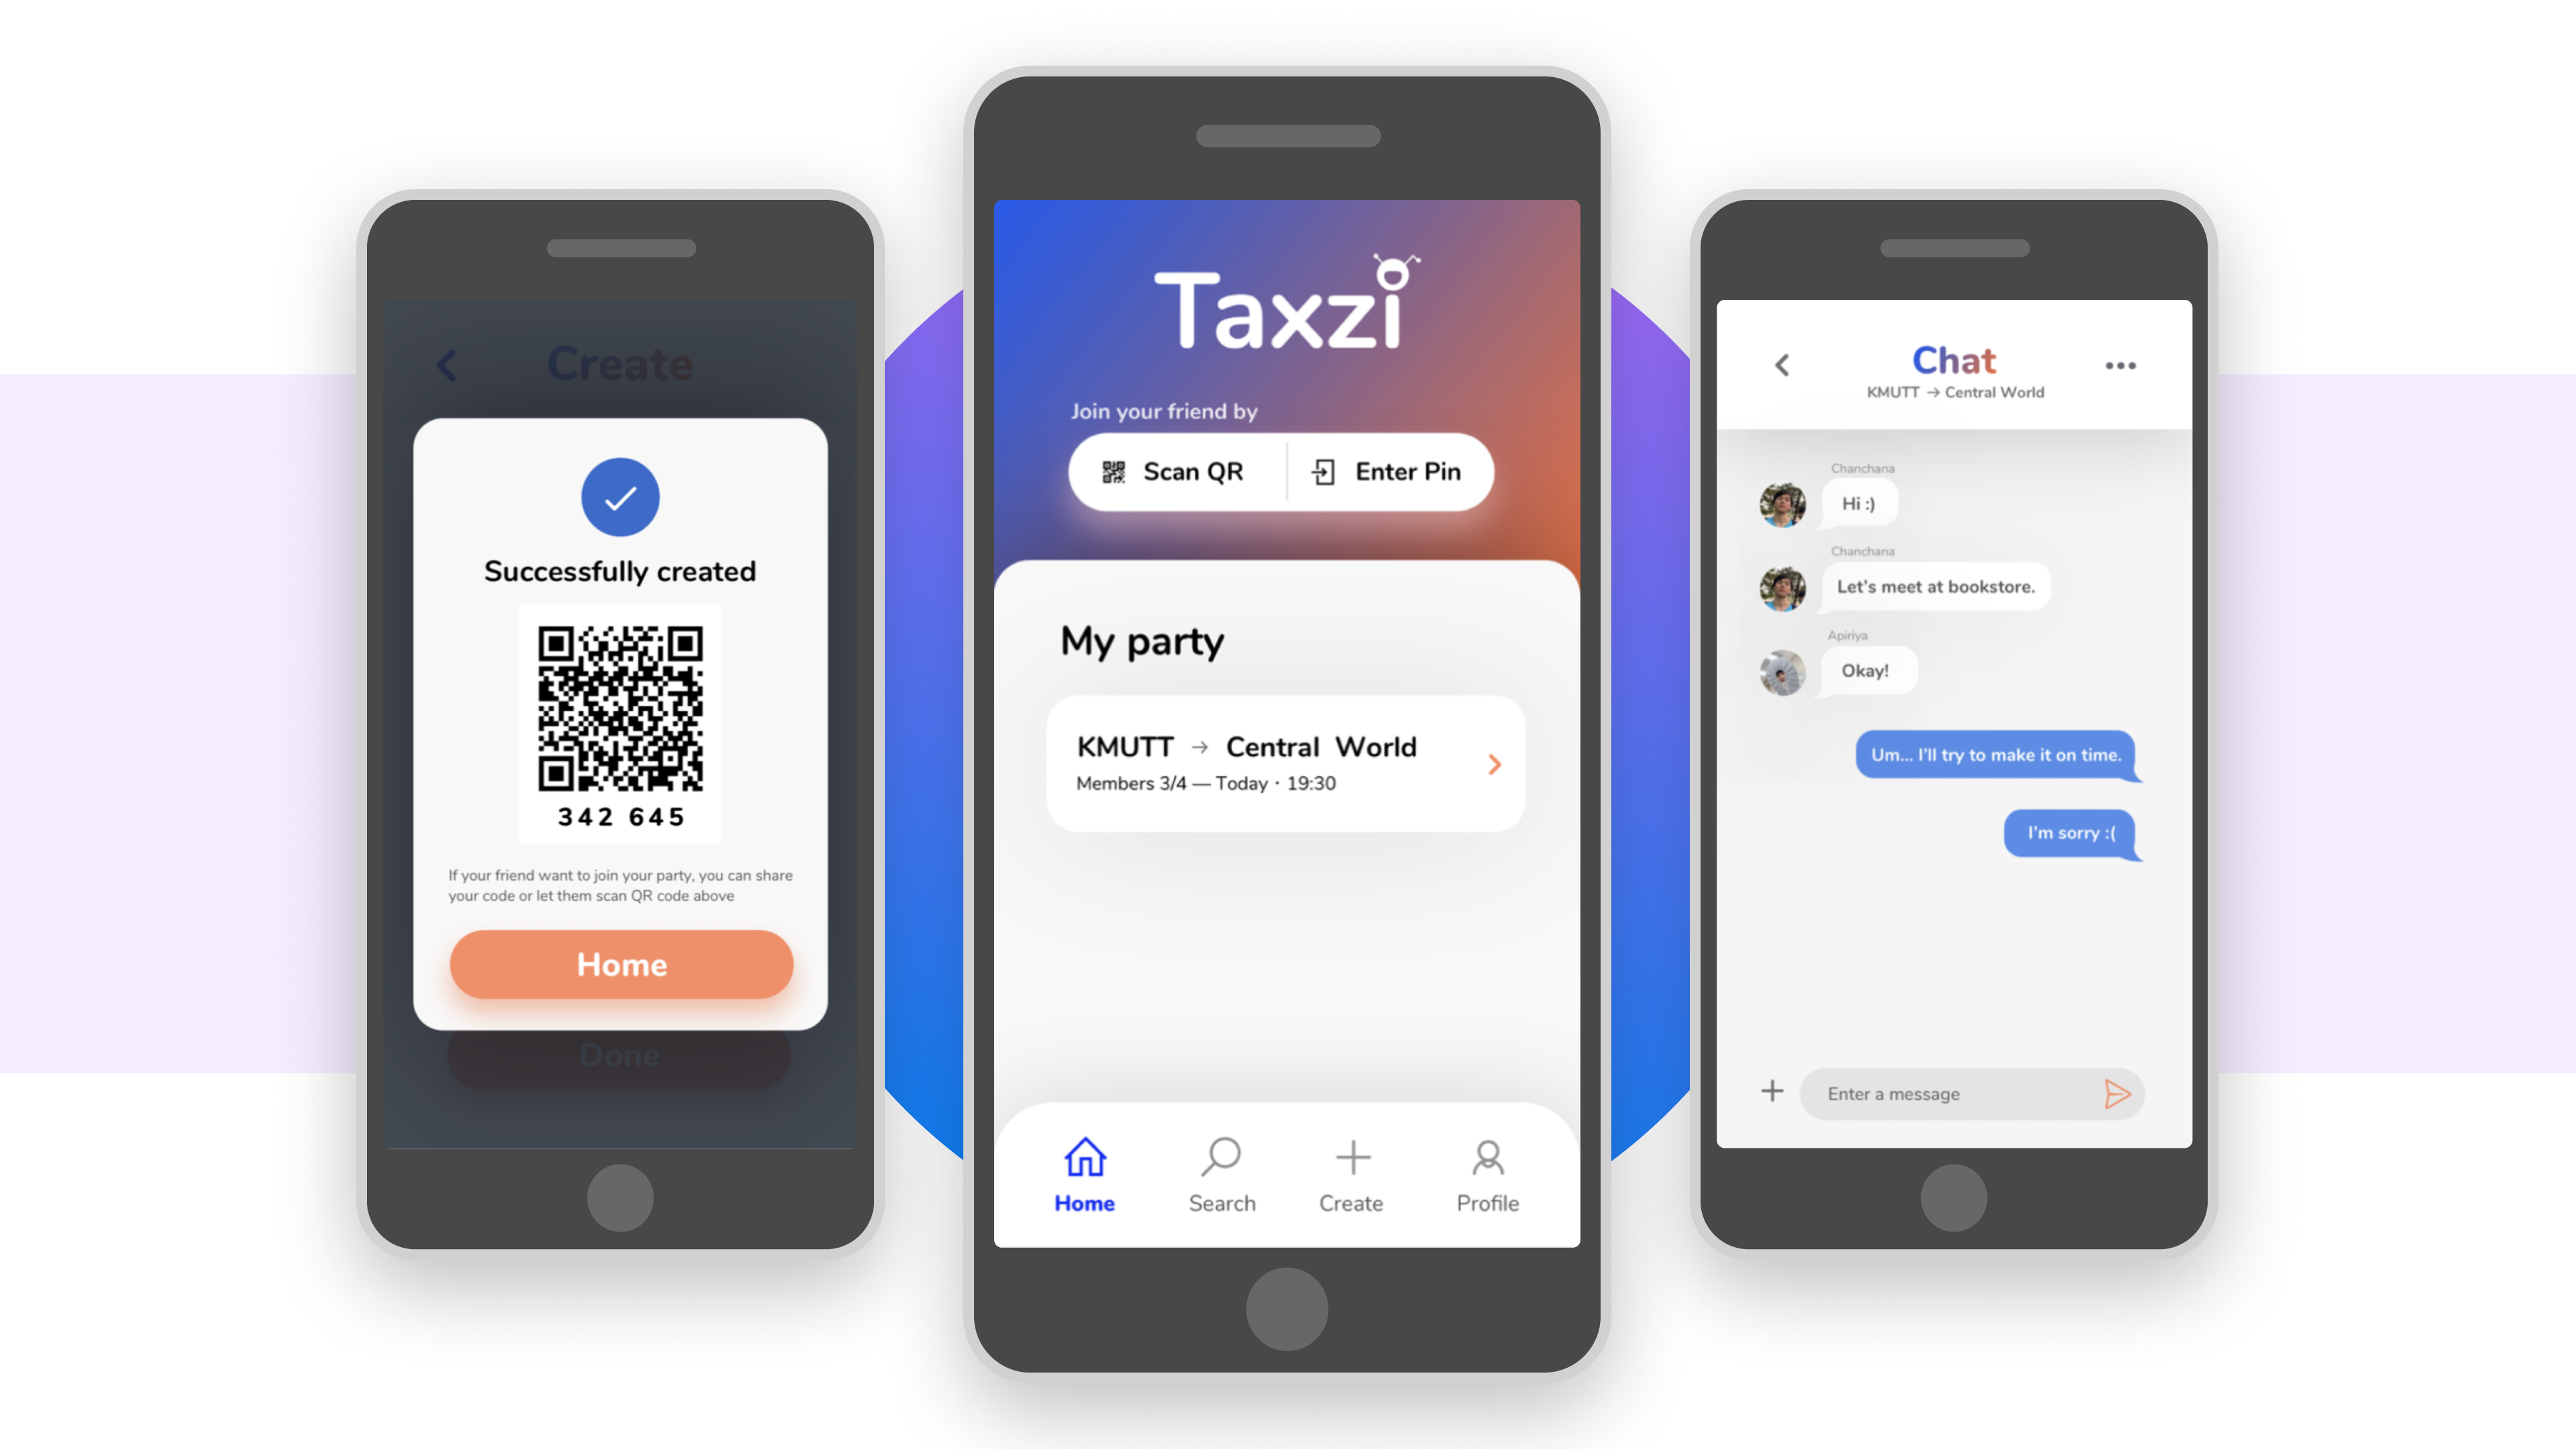 Create
Successfully created
342 645
If your friend want to join your party, you can share
your code or let them scan QR code above
Home
Done
Taxzi
Join your friend by
Scan QR
Enter Pin
My party
KMUTT → Central World
Members 3/4 — Today · 19:30
Home
Search
Create
Profile
Chat
KMUTT → Central World
Chanchana
Hi :)
Chanchana
Let's meet at bookstore.
Apiriya
Okay!
Um... I'll try to make it on time.
I'm sorry :(
Enter a message